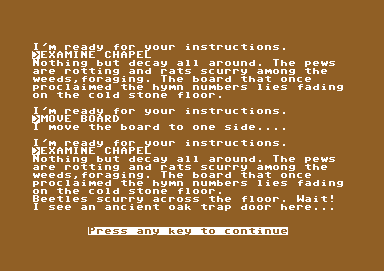 I'm ready for your instructions.
EXAMINE CHAPEL
Nothing but decay all around. The pews
are rotting and rats scurry among the
weeds,foraging. The board that once
proclaimed the hymn numbers lies fading
on the cold stone floor.
I'm ready for your instructions.
MOVE BOARD
I move the board to one side....
I'm ready for your instructions.
EXAMINE CHAPEL
Nothing but decay all around. The pews
are rotting and rats scurry among the
weeds,foraging. The board that once
proclaimed the hymn numbers lies fading
on the cold stone floor.
Beetles scurry across the floor. Wait!
I see an ancient oak trap door here...
Press any key to continue